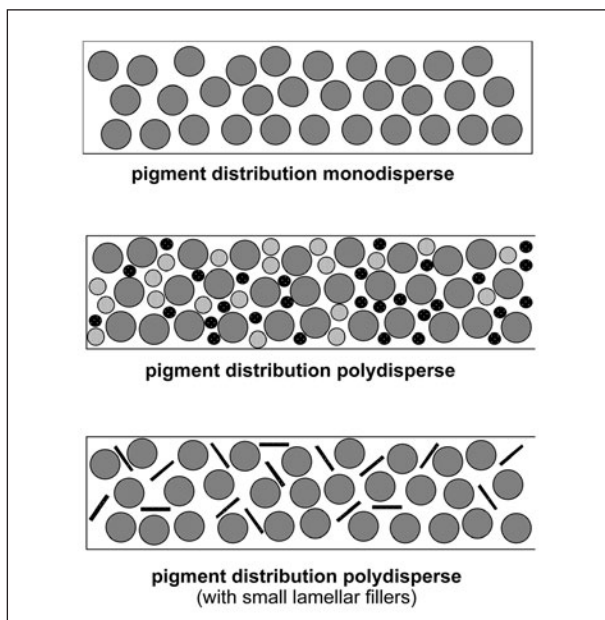 pigment distribution monodisperse
pigment distribution polydisperse
pigment distribution polydisperse
(with small lamellar fillers)